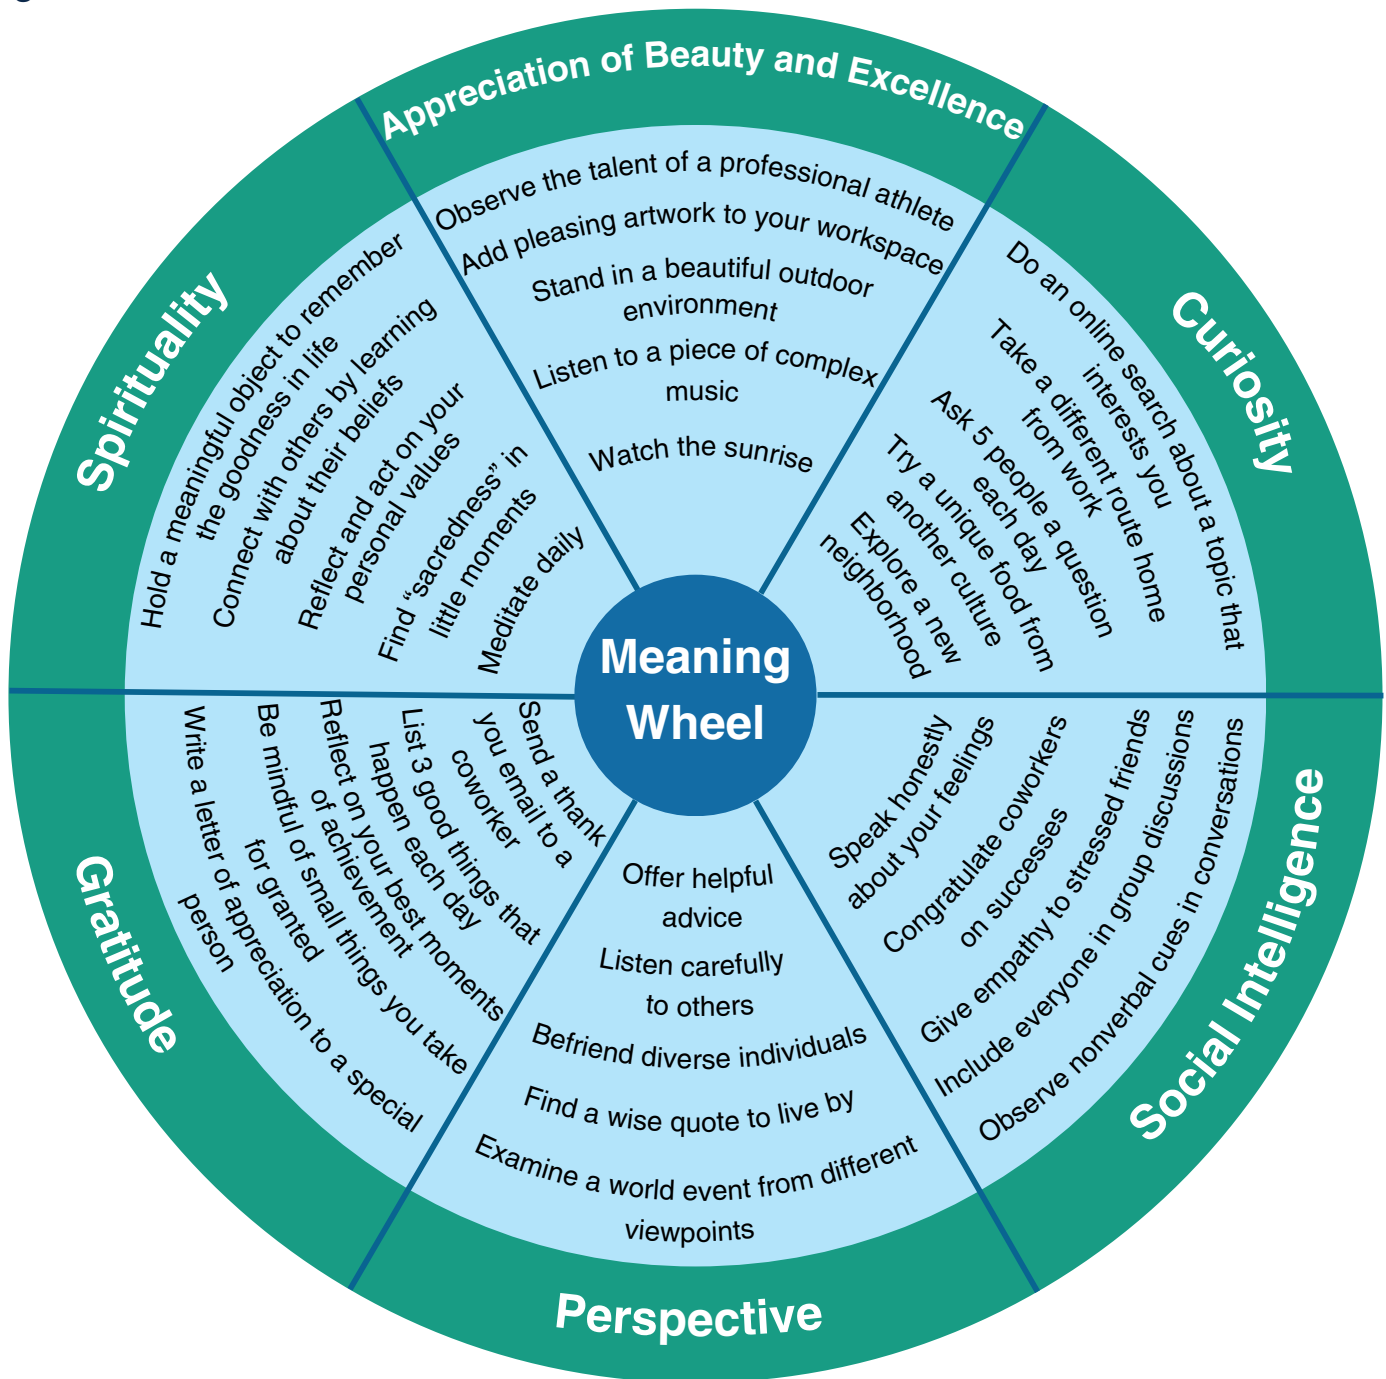 Appreciation of Beauty and Excellence
Observe the talent of a professional athlete
Add pleasing artwork to your workspace
Stand in a beautiful outdoor
environment
Listen to a piece of complex
music
Watch the sunrise
Curiosity
Do an online search about a topic that
interests you
Take a different route home
from work
Ask 5 people a question
each day
Try a unique food from
another culture
Explore a new
neighborhood
Social Intelligence
Speak honestly
about your feelings
Congratulate coworkers
on successes
Give empathy to stressed friends
Include everyone in group discussions
Observe nonverbal cues in conversations
Perspective
Offer helpful
advice
Listen carefully
to others
Befriend diverse individuals
Find a wise quote to live by
Examine a world event from different
viewpoints
Gratitude
Send a thank
you email to a
coworker
List 3 good things that
happen each day
Reflect on your best moments
of achievement
Be mindful of small things you take
for granted
Write a letter of appreciation to a special
person
Spirituality
Hold a meaningful object to remember
the goodness in life
Connect with others by learning
about their beliefs
Reflect and act on your
personal values
Find “sacredness” in
little moments
Meditate daily
Meaning
Wheel